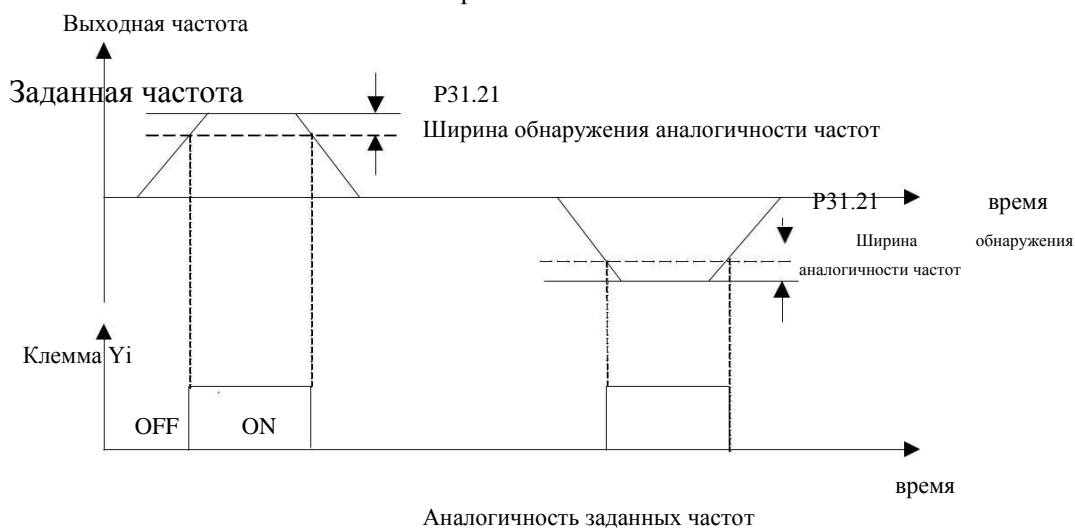 Выходная частота
Заданная частота
P31.21
Ширина обнаружения аналогичности частот
P31.21
время
Ширина обнаружения
аналогичности частот
Клемма Yi
OFF ON
время
Аналогичность заданных частот